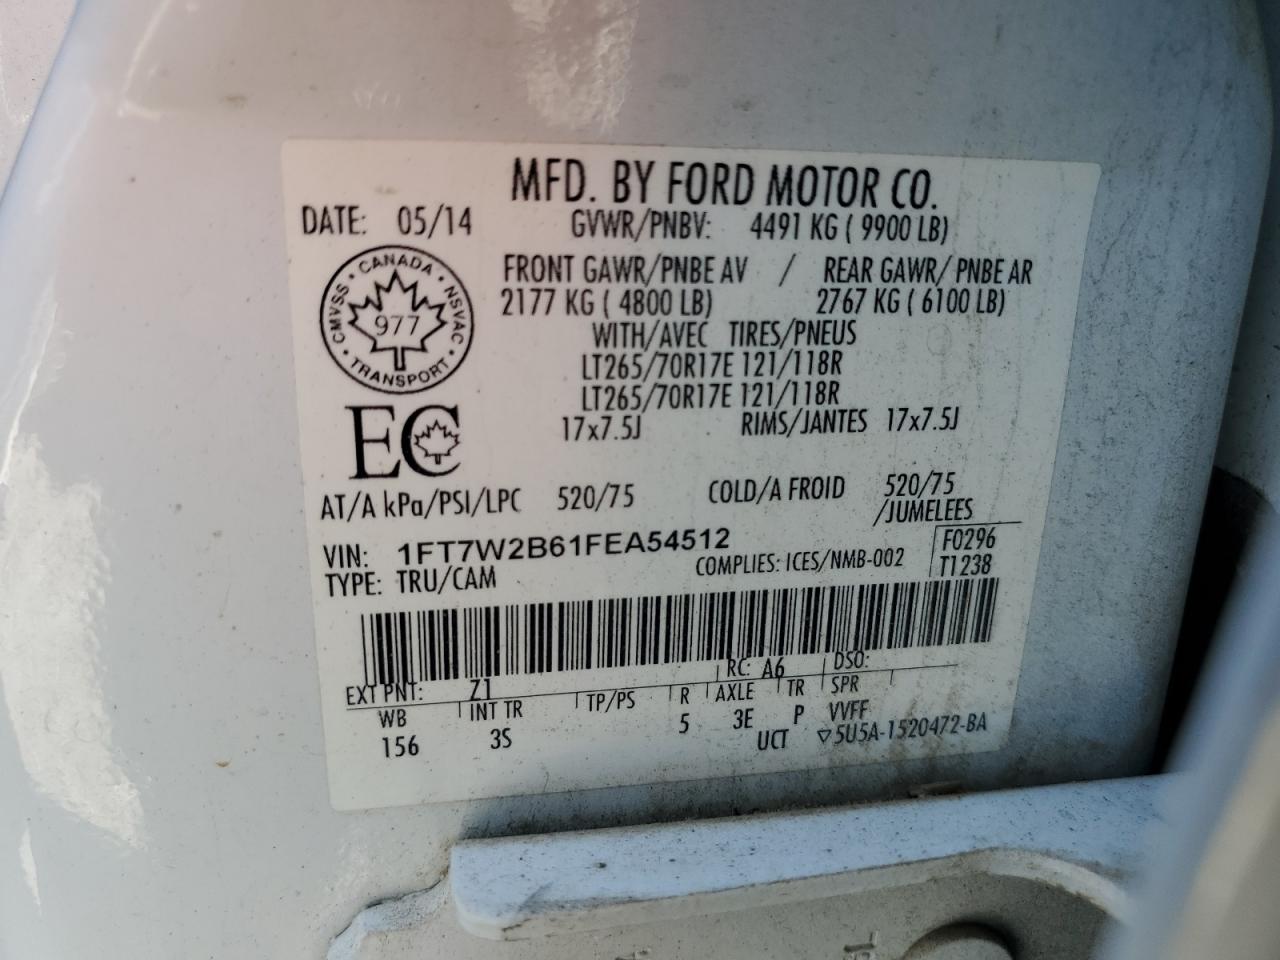 MFD. BY FORD MOTOR CO.
DATE: 05/14 GVWR/PNBV: 4491 KG ( 9900 LB)
FRONT GAWR/PNBE AV / REAR GAWR/ PNBE AR
2177 KG ( 4800 LB) 2767 KG ( 6100 LB)
WITH/AVEC TIRES/PNEUS
LT265/70R17E 121/118R
LT265/70R17E 121/118R
17x7.5J RIMS/JANTES 17x7.5J
CANADA
CMVSS NSVAC
977
TRANSPORT
EC
AT/A kPa/PSI/LPC 520/75 COLD/A FROID 520/75
/JUMELEES
VIN: 1FT7W2B61FEA54512
TYPE: TRU/CAM COMPLIES: ICES/NMB-002
F0296
T1238
EXT PNT: Z1 RC: A6 DSO:
WB INT TR TP/PS R AXLE TR SPR
156 3S 5 3E P VVFF
UCT ▽5U5A-1520472-BA